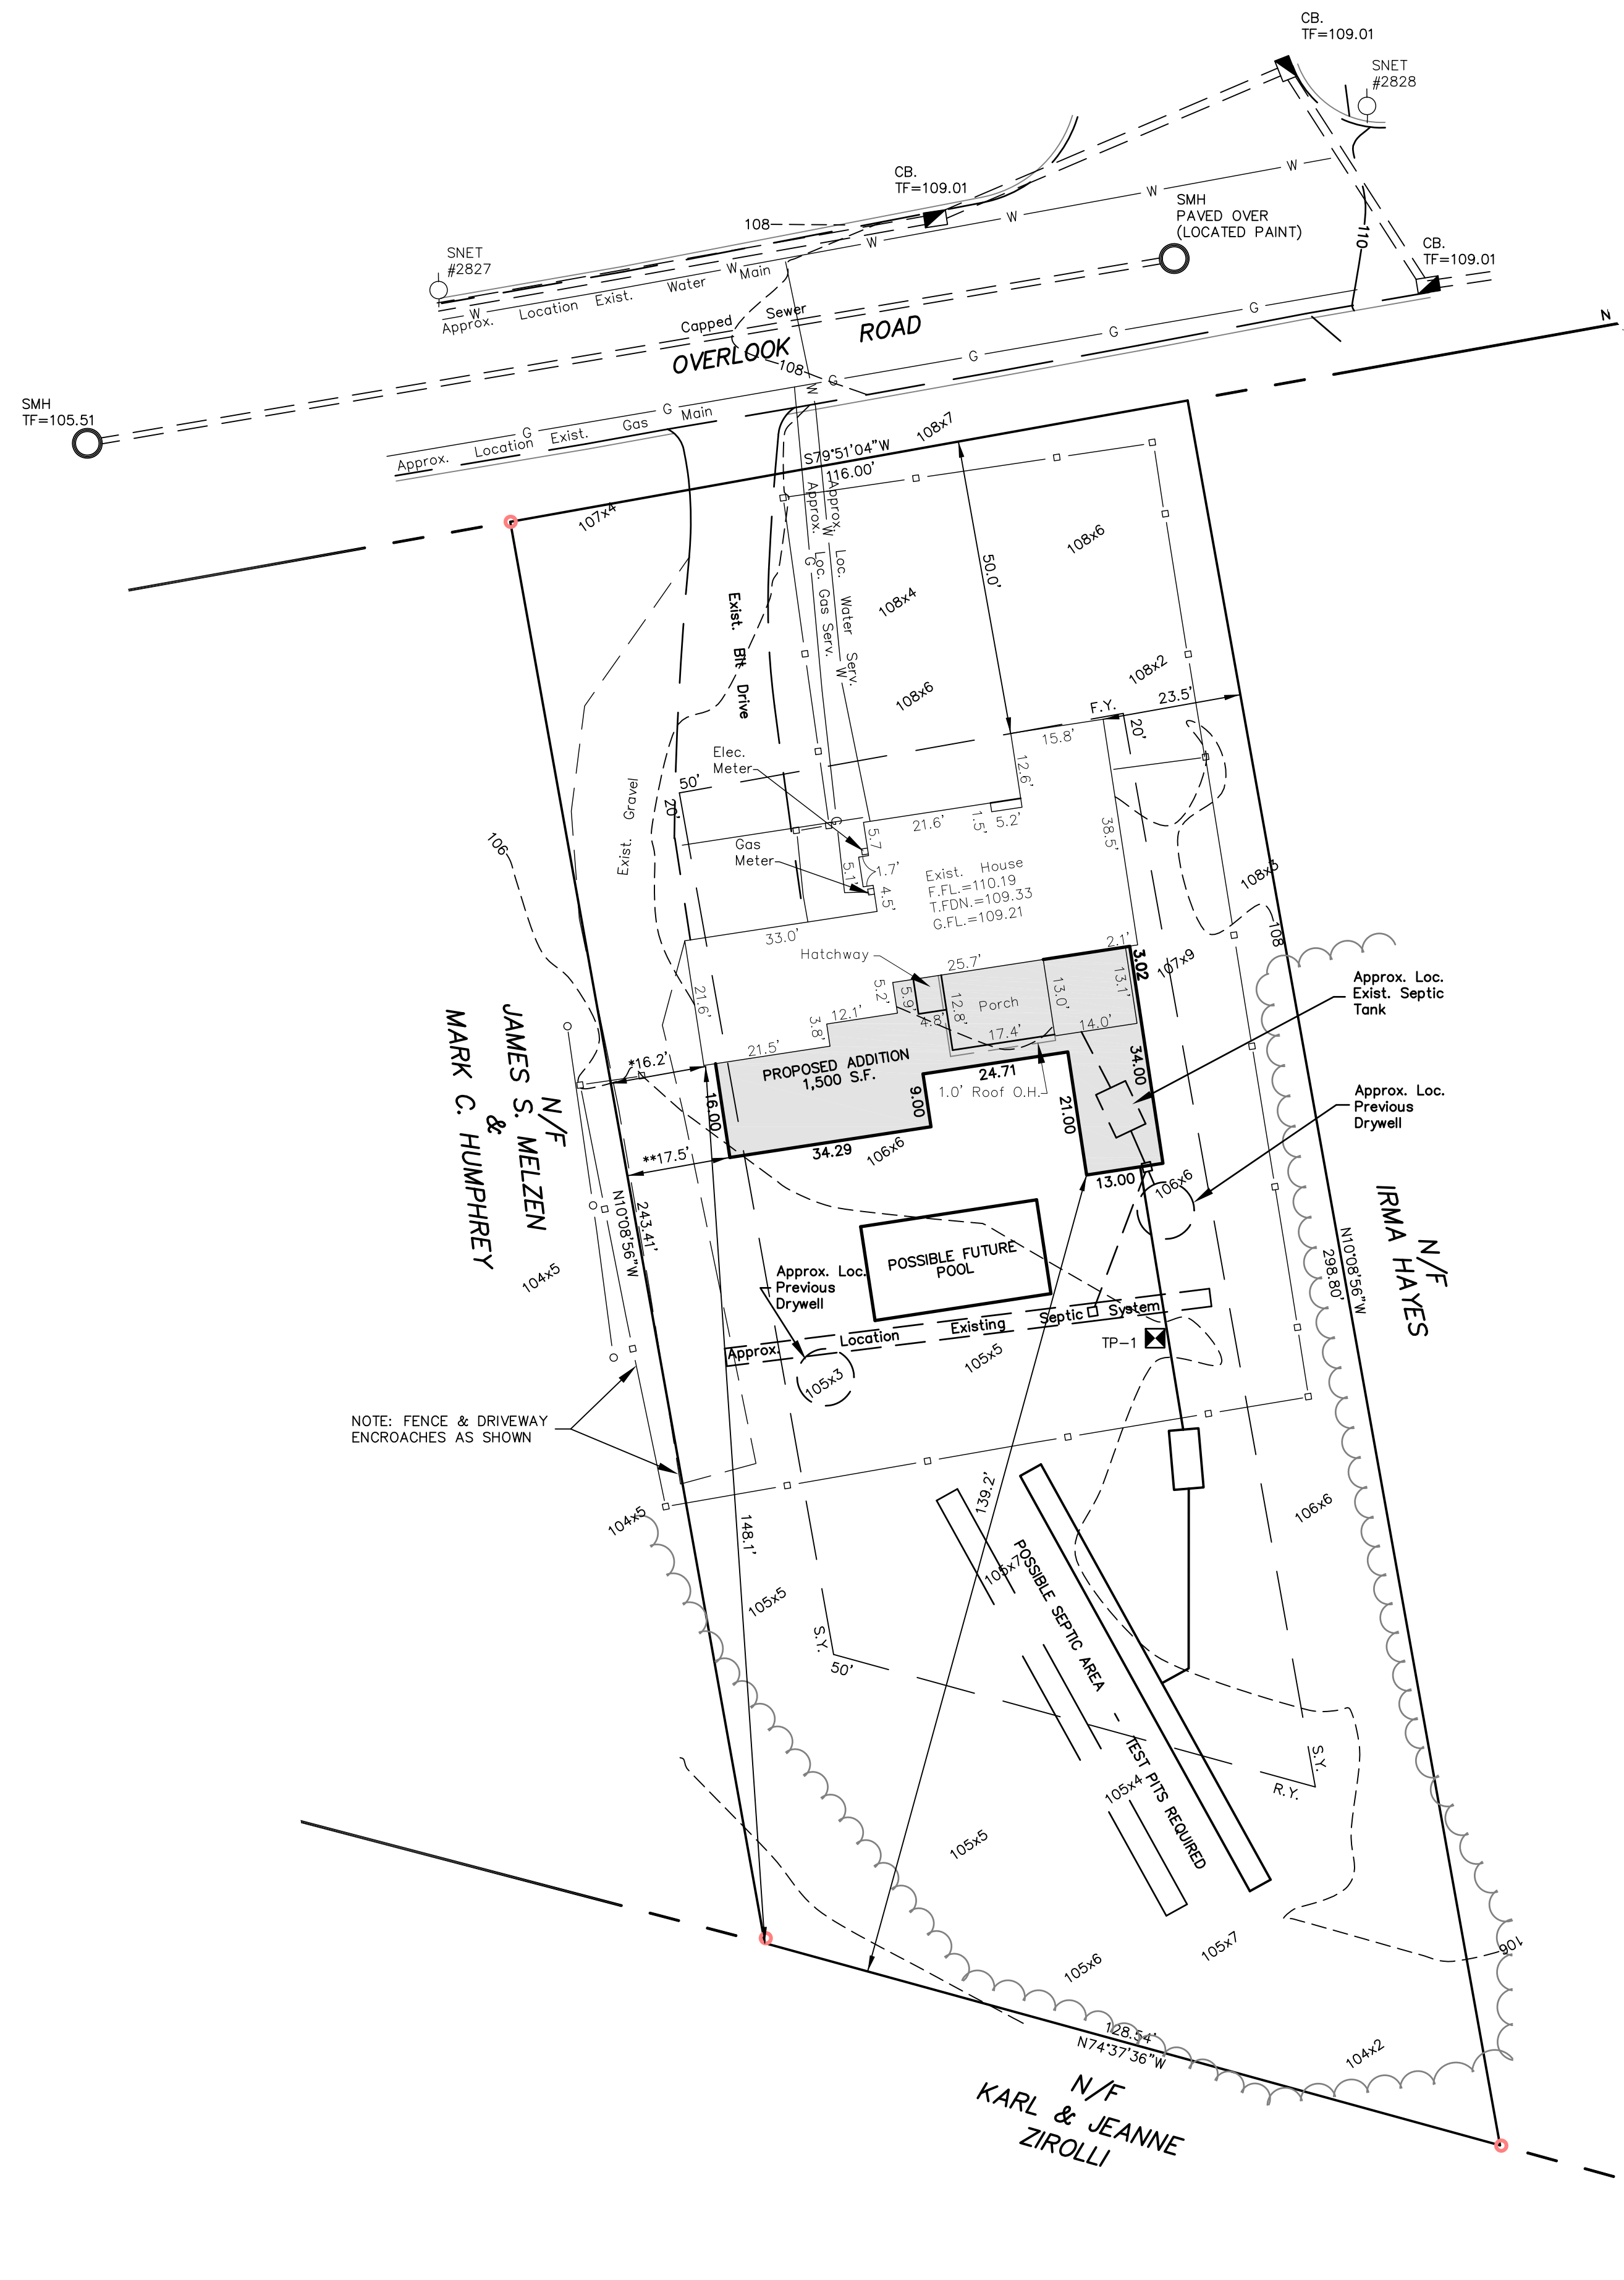 CB.
TF=109.01
SNET
#2828
CB.
TF=109.01
SMH
PAVED OVER
(LOCATED PAINT)
108
110
CB.
TF=109.01
SNET
#2827
W
W
W
W
W
W
Approx. Location Exist. Water Main
Capped Sewer
OVERLOOK ROAD
108
G
G
G
G
G
G
Approx. Location Exist. Gas Main
W
N
SMH
TF=105.51
S79°51'04"W
116.00'
108x7
107x4
108x6
50.0'
108x4
108x6
108x2
Approx. Loc. Gas Serv.
Approx. Loc. Water Serv.
G
W
W
Exist. Bit. Drive
Exist. Gravel
F.Y.
23.5'
20'
15.8'
12.6'
Elec.
Meter
50'
20'
Gas
Meter
G
5.7
5.1'
1.7'
4.5'
21.6'
1.5'
5.2'
38.5'
Exist. House
F.FL.=110.19
T.FDN.=109.33
G.FL.=109.21
108x3
108
106
33.0'
Hatchway
25.7'
2.1'
3.02
107x9
21.6'
5.2'
5.9'
4.8'
12.8'
Porch
13.0'
13.1'
3.8'
12.1'
17.4'
14.0'
21.5'
Approx. Loc.
Exist. Septic
Tank
*16.2'
16.00
PROPOSED ADDITION
1,500 S.F.
9.00
24.71
1.0' Roof O.H.
21.00
34.00
Approx. Loc.
Previous
Drywell
**17.5'
34.29
106x6
13.00
106x6
N/F
JAMES S. MELZEN
&
MARK C. HUMPHREY
N10°08'56"W
243.41'
104x5
N/F
IRMA HAYES
N10°08'56"W
298.80'
POSSIBLE FUTURE
POOL
Approx. Loc.
Previous
Drywell
Approx. Location Existing Septic System
TP-1
105x3
105x5
NOTE: FENCE & DRIVEWAY
ENCROACHES AS SHOWN
104x5
148.1'
139.2'
106x6
105x7
105x5
S.Y.
50'
POSSIBLE SEPTIC AREA - TEST PITS REQUIRED
105x4
S.Y.
R.Y.
105x5
105x6
105x7
106
128.54'
N74°37'36"W
104x2
N/F
KARL & JEANNE
ZIROLLI